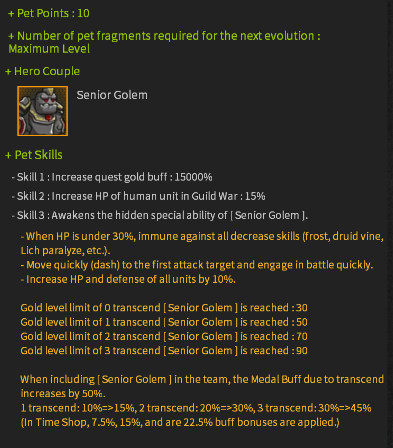 + Pet Points : 10
+ Number of pet fragments required for the next evolution :
Maximum Level
+ Hero Couple
Senior Golem
+ Pet Skills
- Skill 1 : Increase quest gold buff : 15000%
- Skill 2 : Increase HP of human unit in Guild War : 15%
- Skill 3 : Awakens the hidden special ability of [ Senior Golem ].
- When HP is under 30%, immune against all decrease skills (frost, druid vine,
Lich paralyze, etc.).
- Move quickly (dash) to the first attack target and engage in battle quickly.
- Increase HP and defense of all units by 10%.
Gold level limit of 0 transcend [ Senior Golem ] is reached : 30
Gold level limit of 1 transcend [ Senior Golem ] is reached : 50
Gold level limit of 2 transcend [ Senior Golem ] is reached : 70
Gold level limit of 3 transcend [ Senior Golem ] is reached : 90
When including [ Senior Golem ] in the team, the Medal Buff due to transcend
increases by 50%.
1 transcend: 10%=>15%, 2 transcend: 20%=>30%, 3 transcend: 30%=>45%
(In Time Shop, 7.5%, 15%, and are 22.5% buff bonuses are applied.)